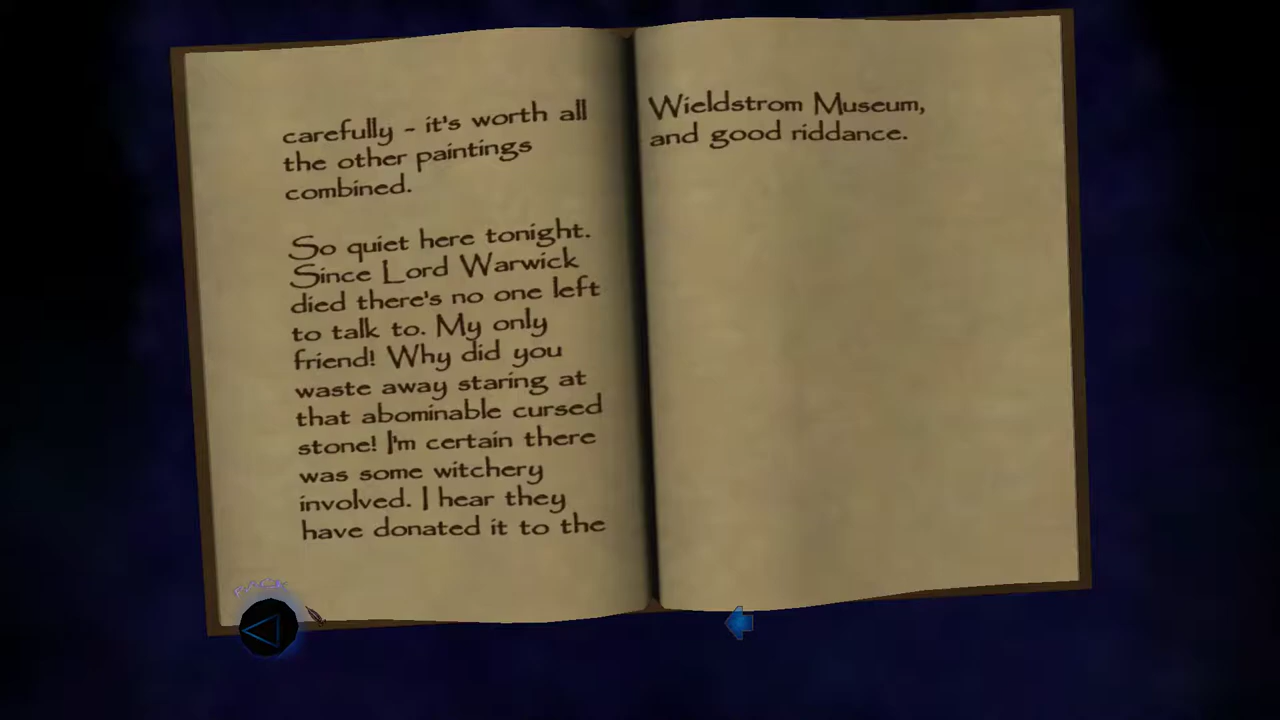 carefully - it's worth all
the other paintings
combined.
So quiet here tonight.
Since Lord Warwick
died there's no one left
to talk to. My only
friend! Why did you
waste away staring at
that abominable cursed
stone! I'm certain there
was some witchery
involved. I hear they
have donated it to the
Wieldstrom Museum,
and good riddance.